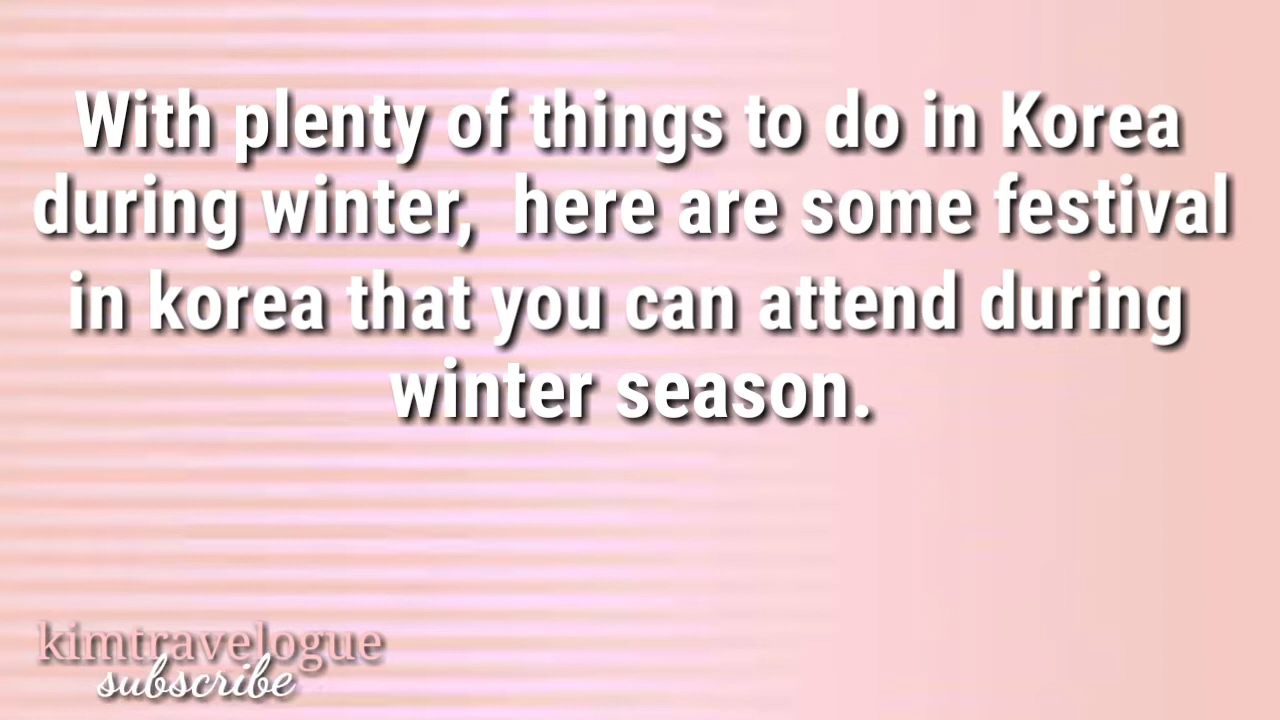 With plenty of things to do in Korea
during winter, here are some festival
in korea that you can attend during
winter season.
kimtravelogue
subscribe